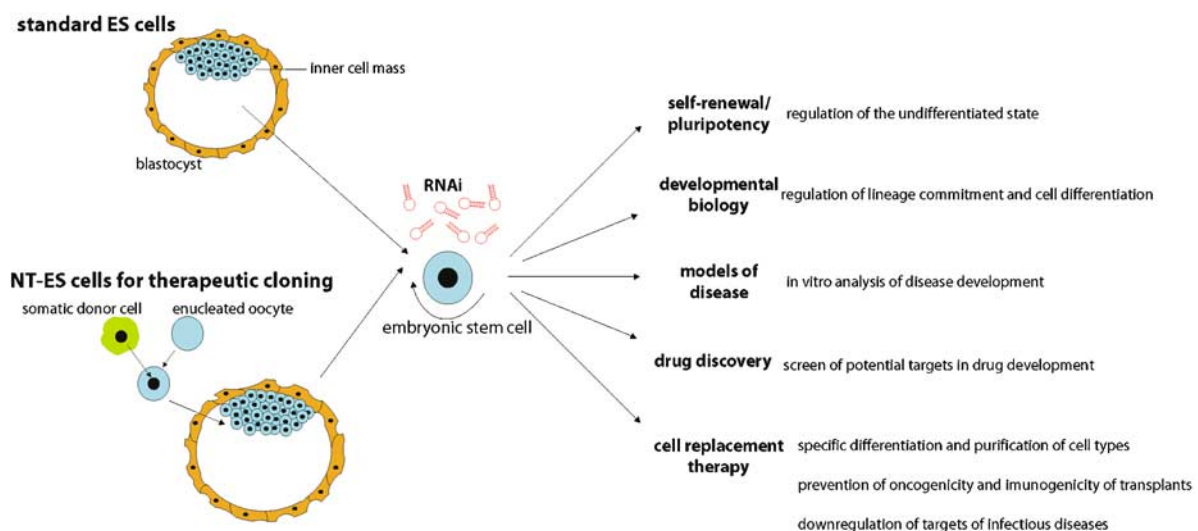 standard ES cells
inner cell mass
blastocyst
NT-ES cells for therapeutic cloning
somatic donor cell
enucleated oocyte
RNAi
embryonic stem cell
self-renewal/
pluripotency
regulation of the undifferentiated state
developmental
biology
regulation of lineage commitment and cell differentiation
models of
disease
in vitro analysis of disease development
drug discovery
screen of potential targets in drug development
cell replacement
therapy
specific differentiation and purification of cell types
prevention of oncogenicity and imunogenicity of transplants
downregulation of targets of infectious diseases